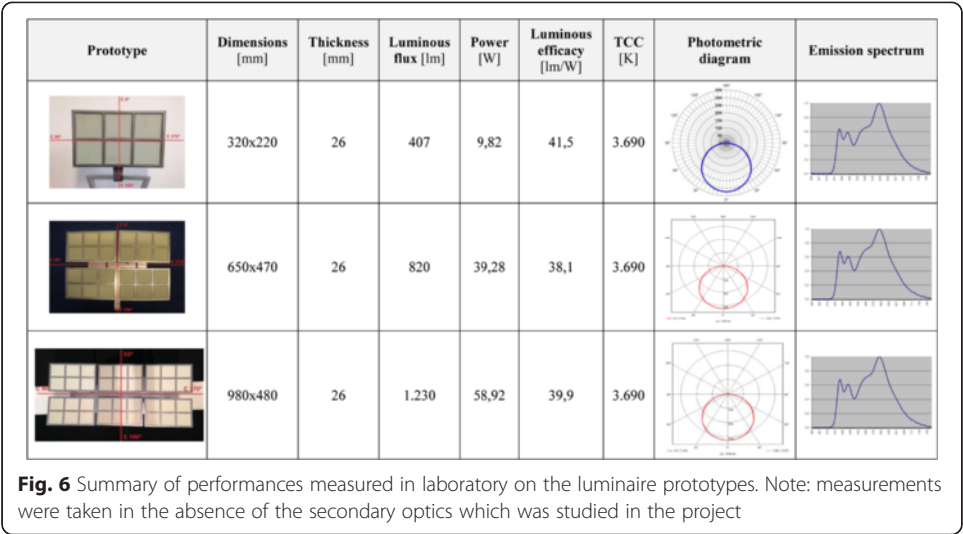 Prototype
Dimensions
[mm]
Thickness
[mm]
Luminous
flux [lm]
Power
[W]
Luminous
efficacy
[lm/W]
TCC
[K]
Photometric
diagram
Emission spectrum
320x220
26
407
9,82
41,5
3.690
650x470
26
820
39,28
38,1
3.690
980x480
26
1.230
58,92
39,9
3.690
Fig. 6 Summary of performances measured in laboratory on the luminaire prototypes. Note: measurements
were taken in the absence of the secondary optics which was studied in the project